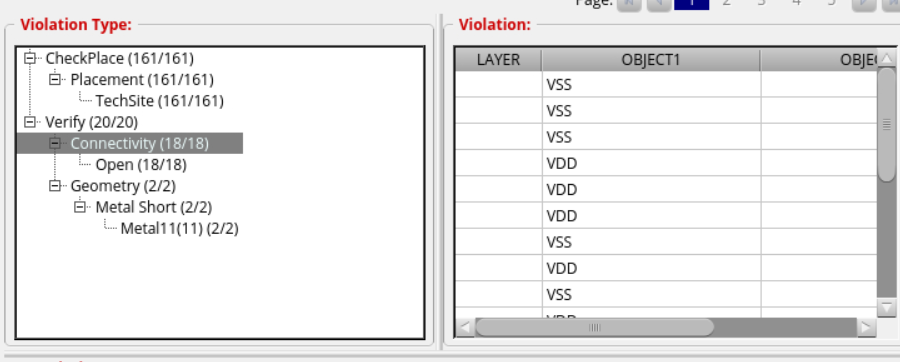 Page: 1 2 3 4 5
Violation Type:
CheckPlace (161/161)
Placement (161/161)
TechSite (161/161)
Verify (20/20)
Connectivity (18/18)
Open (18/18)
Geometry (2/2)
Metal Short (2/2)
Metal11(11) (2/2)
Violation:
LAYER OBJECT1 OBJE
VSS
VSS
VSS
VDD
VDD
VDD
VSS
VDD
VSS
VDD